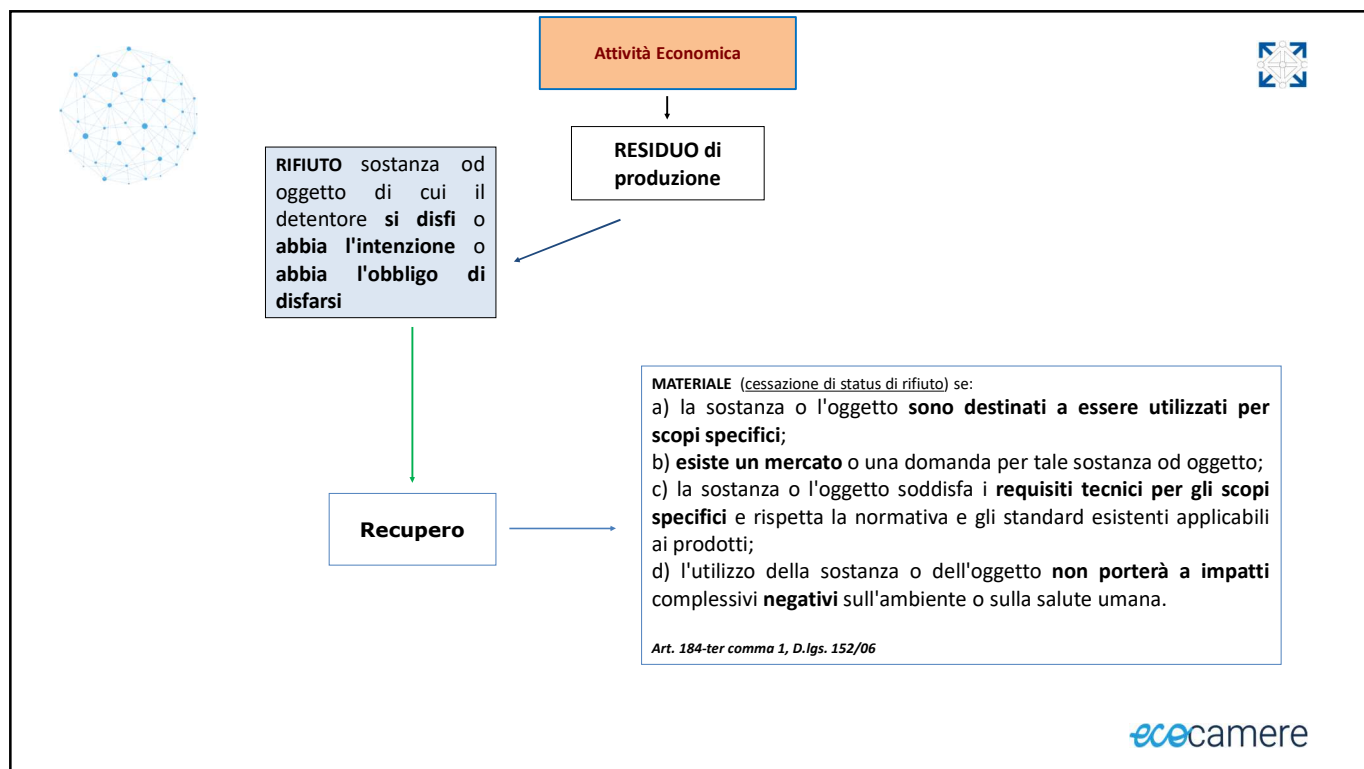 Attività Economica
RESIDUO di
produzione
RIFIUTO sostanza od
oggetto di cui il
detentore si disfi o
abbia l'intenzione o
abbia l'obbligo di
disfarsi
MATERIALE (cessazione di status di rifiuto) se:
a) la sostanza o l'oggetto sono destinati a essere utilizzati per
scopi specifici;
b) esiste un mercato o una domanda per tale sostanza od oggetto;
c) la sostanza o l'oggetto soddisfa i requisiti tecnici per gli scopi
specifici e rispetta la normativa e gli standard esistenti applicabili
ai prodotti;
d) l'utilizzo della sostanza o dell'oggetto non porterà a impatti
complessivi negativi sull'ambiente o sulla salute umana.
Art. 184-ter comma 1, D.lgs. 152/06
Recupero
ecocamere